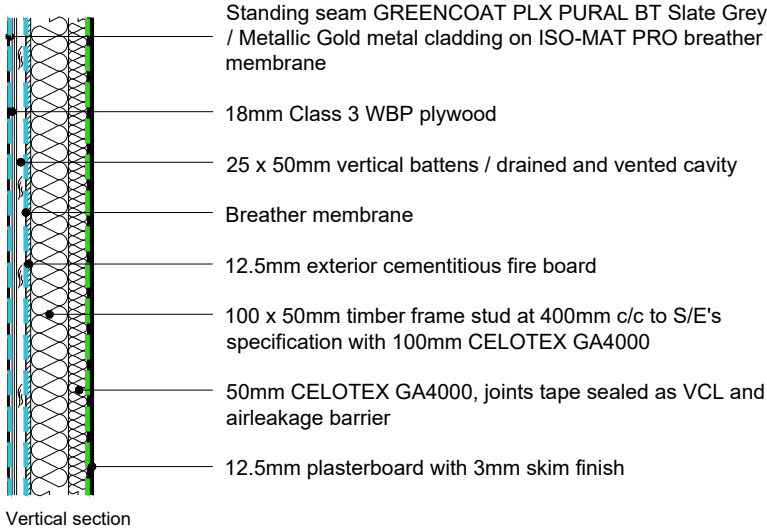 Standing seam GREENCOAT PLX PURAL BT Slate Grey
/ Metallic Gold metal cladding on ISO-MAT PRO breather
membrane
18mm Class 3 WBP plywood
25 x 50mm vertical battens / drained and vented cavity
Breather membrane
12.5mm exterior cementitious fire board
100 x 50mm timber frame stud at 400mm c/c to S/E's
specification with 100mm CELOTEX GA4000
50mm CELOTEX GA4000, joints tape sealed as VCL and
airleakage barrier
12.5mm plasterboard with 3mm skim finish
Vertical section